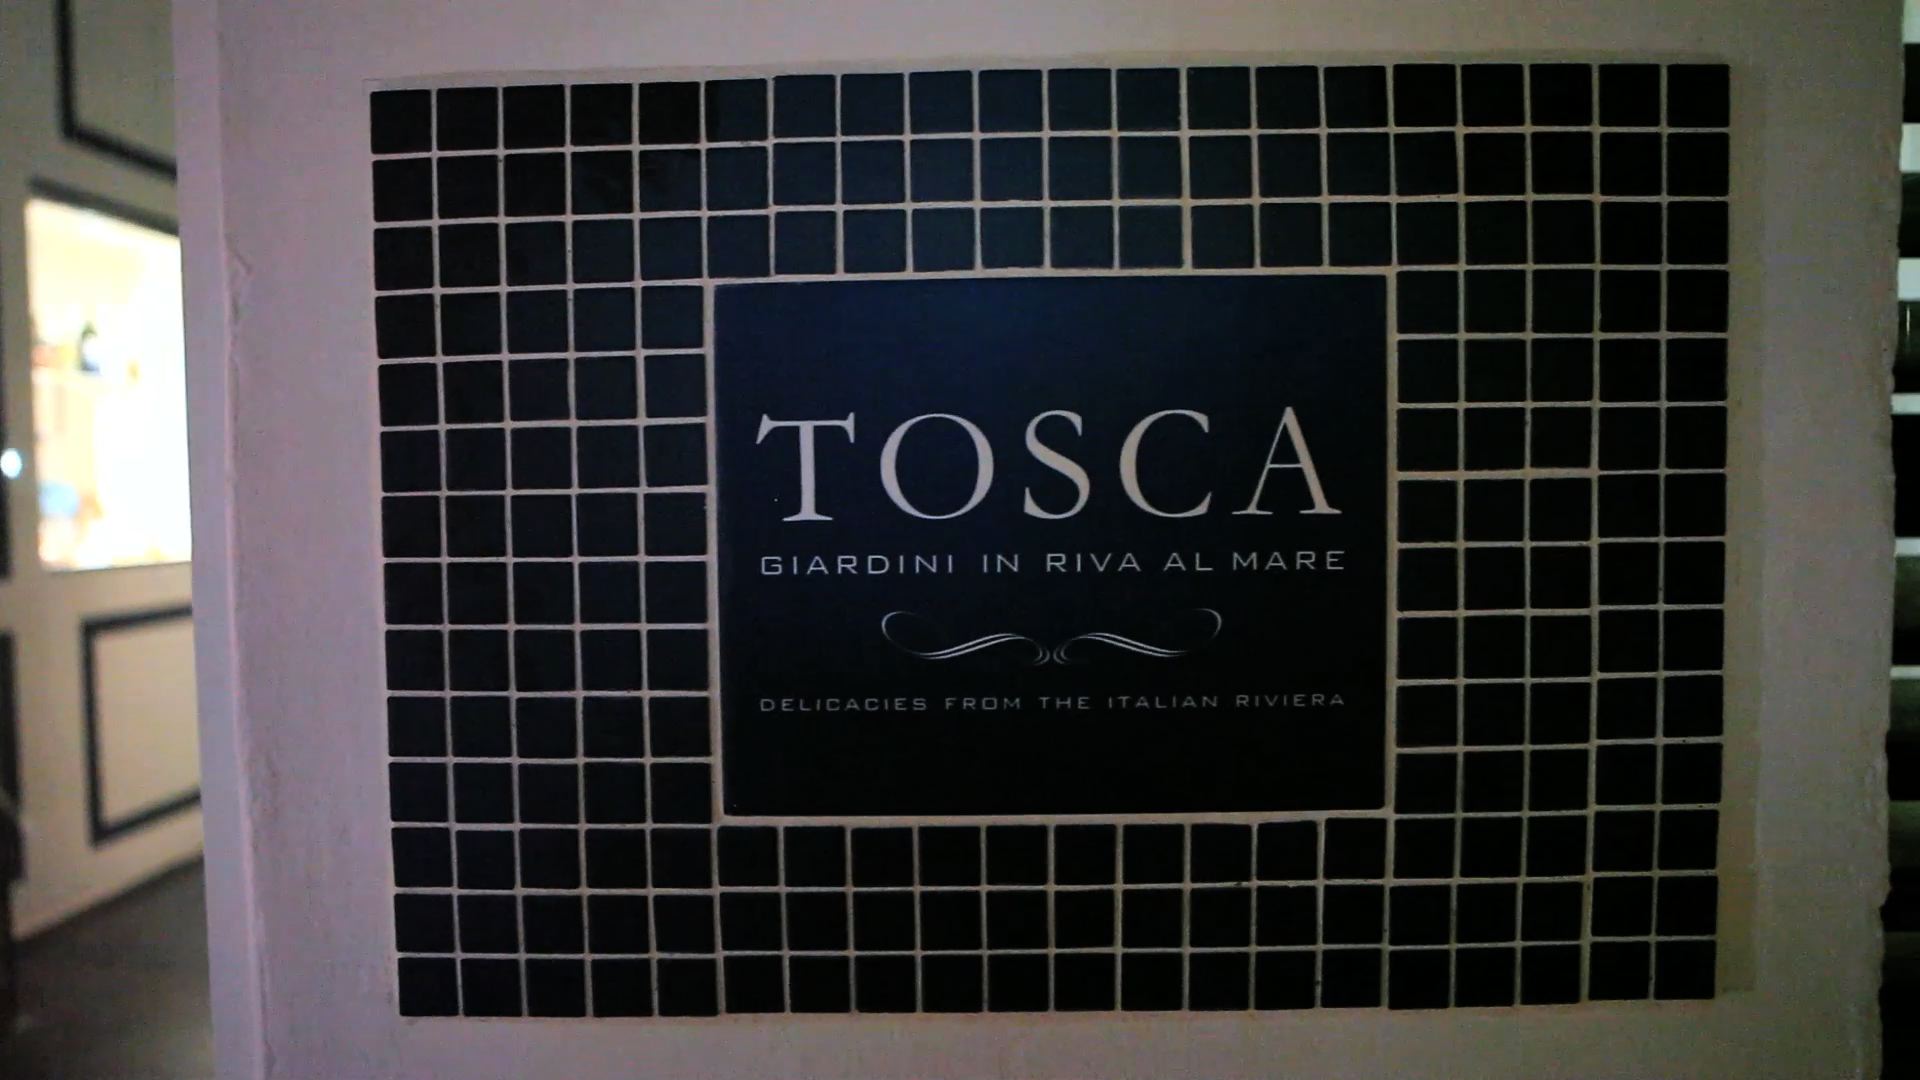 TOSCA
GIARDINI IN RIVA AL MARE
DELICACIES FROM THE ITALIAN RIVIERA